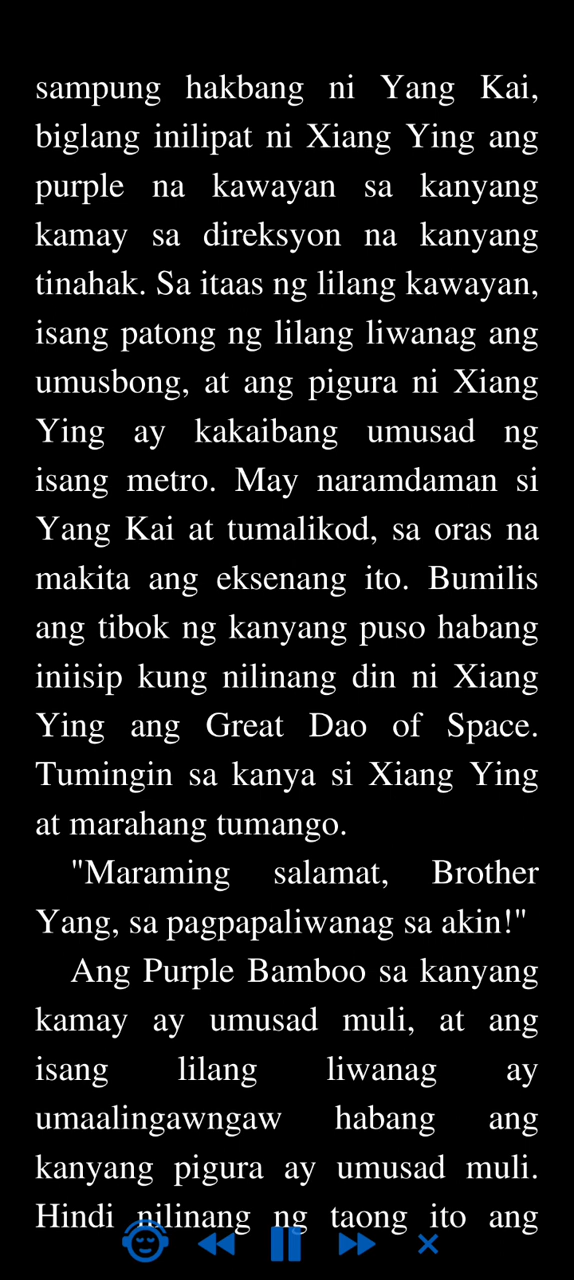 sampung hakbang ni Yang Kai,
biglang inilipat ni Xiang Ying ang
purple na kawayan sa kanyang
kamay sa direksyon na kanyang
tinahak. Sa itaas ng lilang kawayan,
isang patong ng lilang liwanag ang
umusbong, at ang pigura ni Xiang
Ying ay kakaibang umusad ng
isang metro. May naramdaman si
Yang Kai at tumalikod, sa oras na
makita ang eksenang ito. Bumilis
ang tibok ng kanyang puso habang
iniisip kung nilinang din ni Xiang
Ying ang Great Dao of Space.
Tumingin sa kanya si Xiang Ying
at marahang tumango.
"Maraming salamat, Brother
Yang, sa pagpapaliwanag sa akin!"
Ang Purple Bamboo sa kanyang
kamay ay umusad muli, at ang
isang lilang liwanag ay
umaalingawngaw habang ang
kanyang pigura ay umusad muli.
Hindi nilinang ng taong ito ang